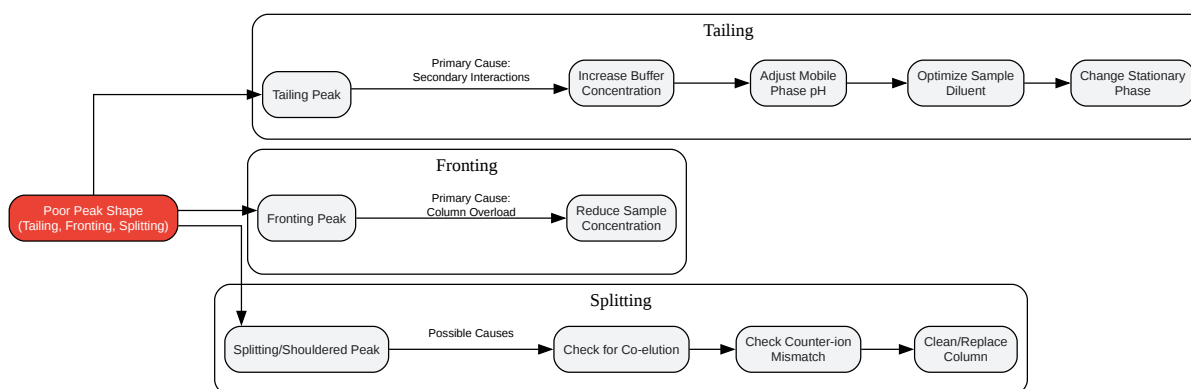 Tailing
Primary Cause:
Secondary Interactions
Tailing Peak
Increase Buffer
Concentration
Adjust Mobile
Phase pH
Optimize Sample
Diluent
Change Stationary
Phase
Fronting
Poor Peak Shape
(Tailing, Fronting, Splitting)
Fronting Peak
Primary Cause:
Column Overload
Reduce Sample
Concentration
Splitting
Splitting/Shouldered Peak
Possible Causes
Check for Co-elution
Check Counter-ion
Mismatch
Clean/Replace
Column